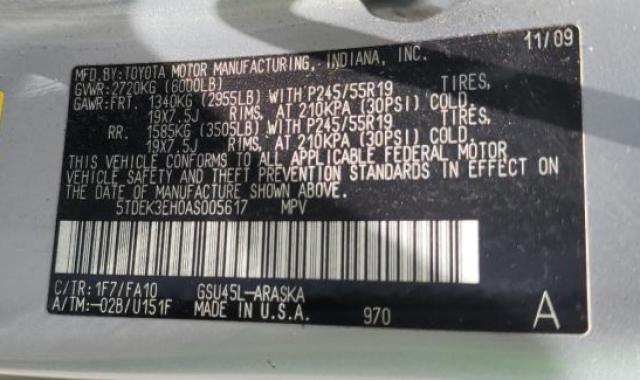 11/09
MFD. BY:TOYOTA MOTOR MANUFACTURING, INDIANA, INC.
GVWR:2720KG (6000LB)
GAWR:FRT. 1340KG (2955LB) WITH P245/55R19 TIRES,
19X7.5J RIMS, AT 210KPA (30PSI) COLD.
RR. 1585KG (3505LB) WITH P245/55R19 TIRES,
19X7.5J RIMS, AT 210KPA (30PSI) COLD.
THIS VEHICLE CONFORMS TO ALL APPLICABLE FEDERAL MOTOR
VEHICLE SAFETY AND THEFT PREVENTION STANDARDS IN EFFECT ON
THE DATE OF MANUFACTURE SHOWN ABOVE.
5TDEK3EH0AS005617 MPV
C/TR:1F7/FA10 GSU45L-ARASKA
A/TM:-02B/U151F MADE IN U.S.A. 970 A